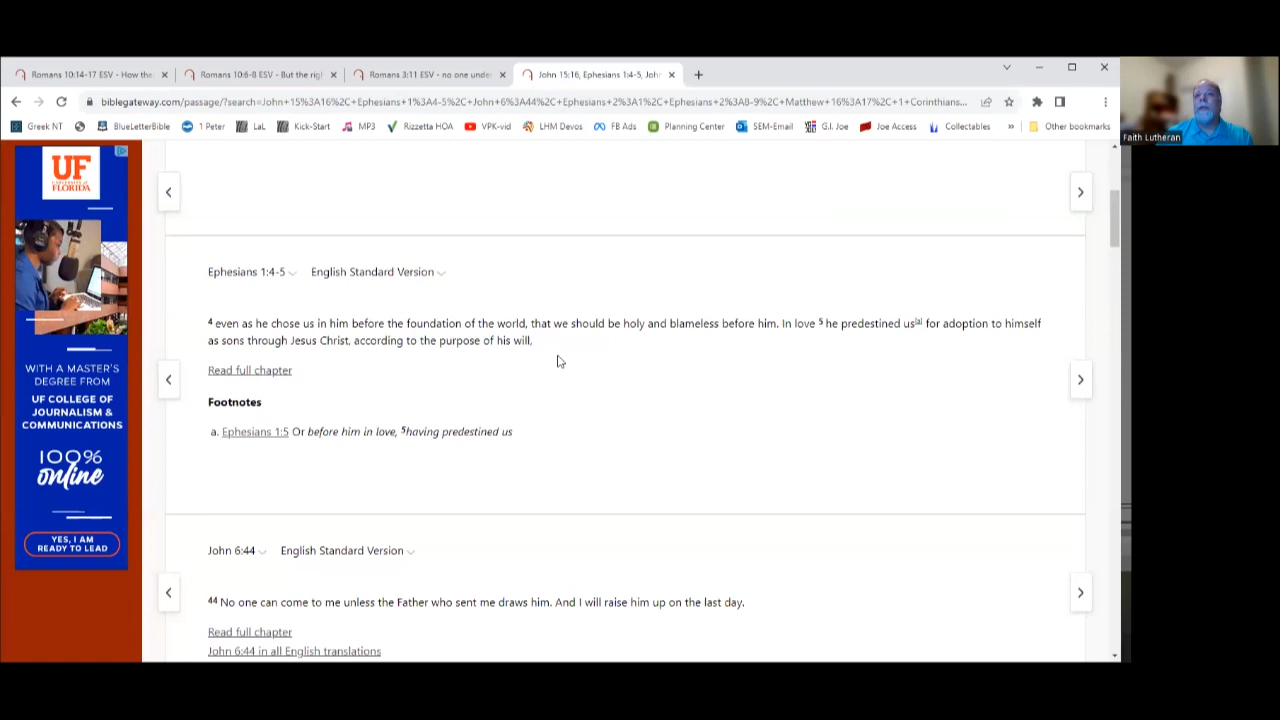 Romans 10:14-17 ESV - How the
Romans 10:6-8 ESV - But the rig
Romans 3:11 ESV - no one under
John 15:16, Ephesians 1:4-5, Joh
biblegateway.com/passage/?search=John+15%3A16%2C+Ephesians+1%3A4-5%2C+John+6%3A44%2C+Ephesians+2%3A1%2C+Ephesians+2%3A8-9%2C+Matthew+16%3A17%2C+1+Corinthians...
Greek NT
BlueLetterBible
1 Peter
LaL
Kick-Start
MP3
Rizzetta HOA
VPK-vid
LHM Devos
FB Ads
Planning Center
SEM-Email
G.I. Joe
Joe Access
Collectables
»
Other bookmarks
Faith Lutheran
UF
UNIVERSITY of
FLORIDA
WITH A MASTER'S
DEGREE FROM
UF COLLEGE OF
JOURNALISM &
COMMUNICATIONS
100%
online
YES, I AM
READY TO LEAD
Ephesians 1:4-5 English Standard Version
4 even as he chose us in him before the foundation of the world, that we should be holy and blameless before him. In love 5 he predestined us[a] for adoption to himself
as sons through Jesus Christ, according to the purpose of his will,
Read full chapter
Footnotes
a. Ephesians 1:5 Or before him in love, 5having predestined us
John 6:44 English Standard Version
44 No one can come to me unless the Father who sent me draws him. And I will raise him up on the last day.
Read full chapter
John 6:44 in all English translations